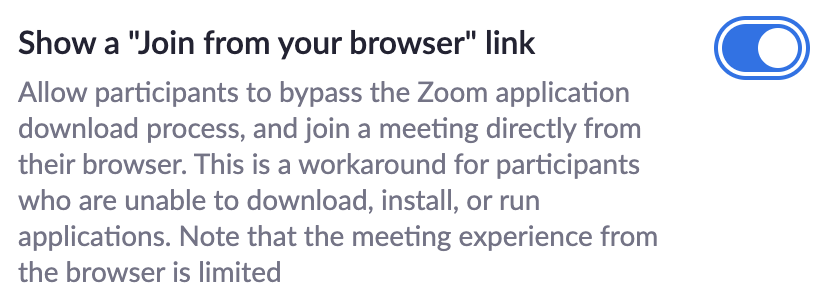 Show a "Join from your browser" link
Allow participants to bypass the Zoom application
download process, and join a meeting directly from
their browser. This is a workaround for participants
who are unable to download, install, or run
applications. Note that the meeting experience from
the browser is limited